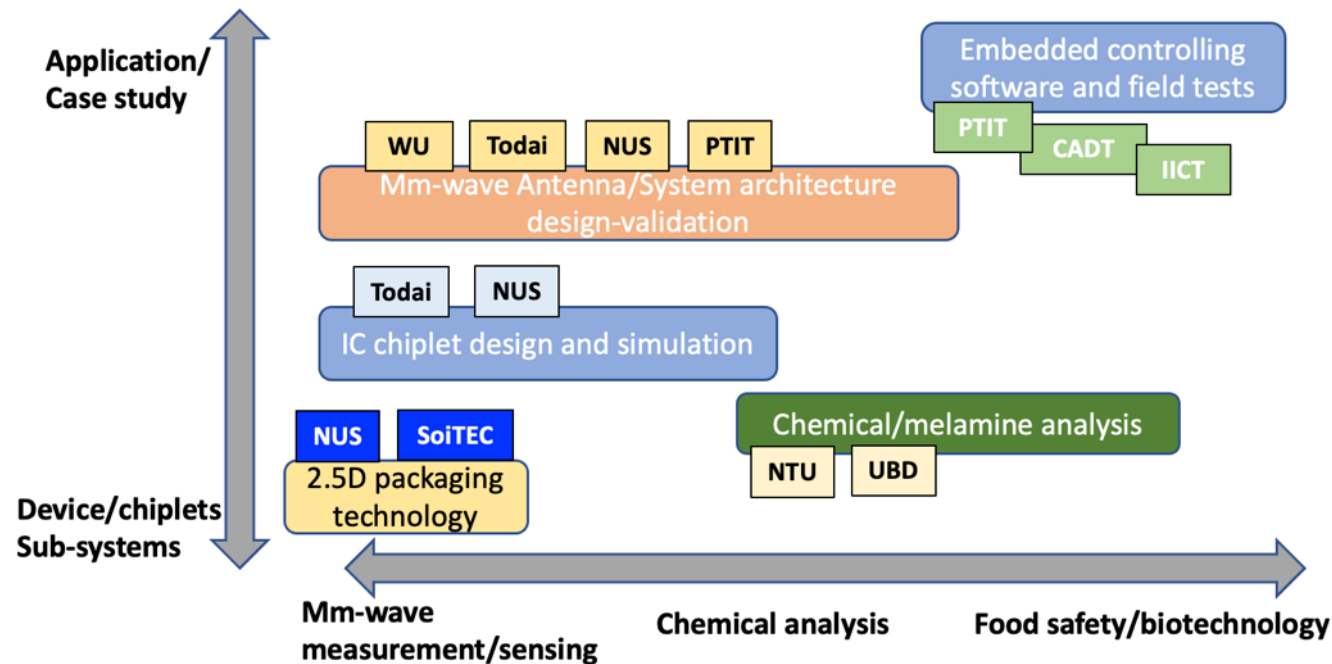 Application/
Case study
Embedded controlling
software and field tests
PTIT
CADT
IICT
WU
Todai
NUS
PTIT
Mm-wave Antenna/System architecture
design-validation
Todai
NUS
IC chiplet design and simulation
NUS
SoiTEC
2.5D packaging
technology
Chemical/melamine analysis
NTU
UBD
Device/chiplets
Sub-systems
Mm-wave
measurement/sensing
Chemical analysis
Food safety/biotechnology